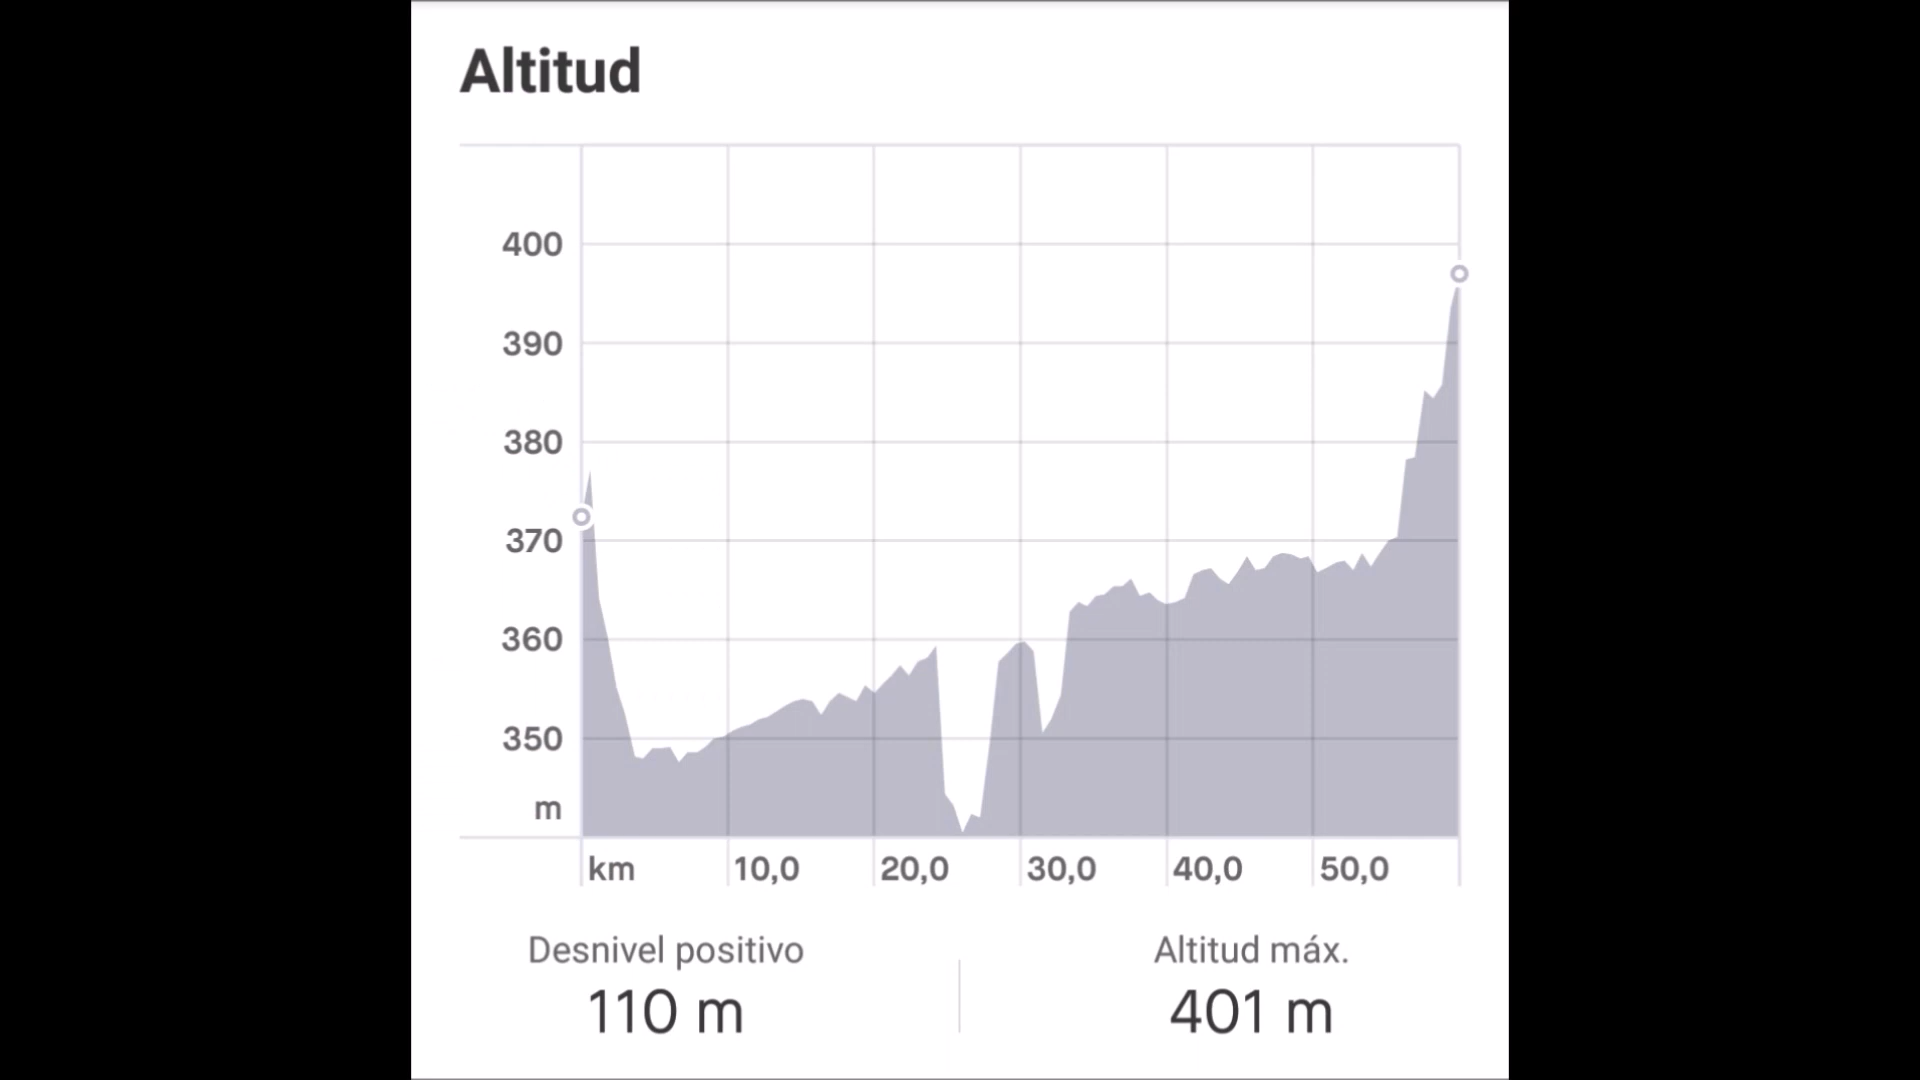 Altitud
400
390
380
370
360
350
m
km 10,0 20,0 30,0 40,0 50,0
Desnivel positivo Altitud máx.
110 m 401 m